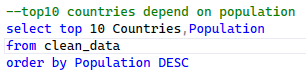 --top10 countries depend on population
select top 10 Countries,Population
from clean_data
order by Population DESC